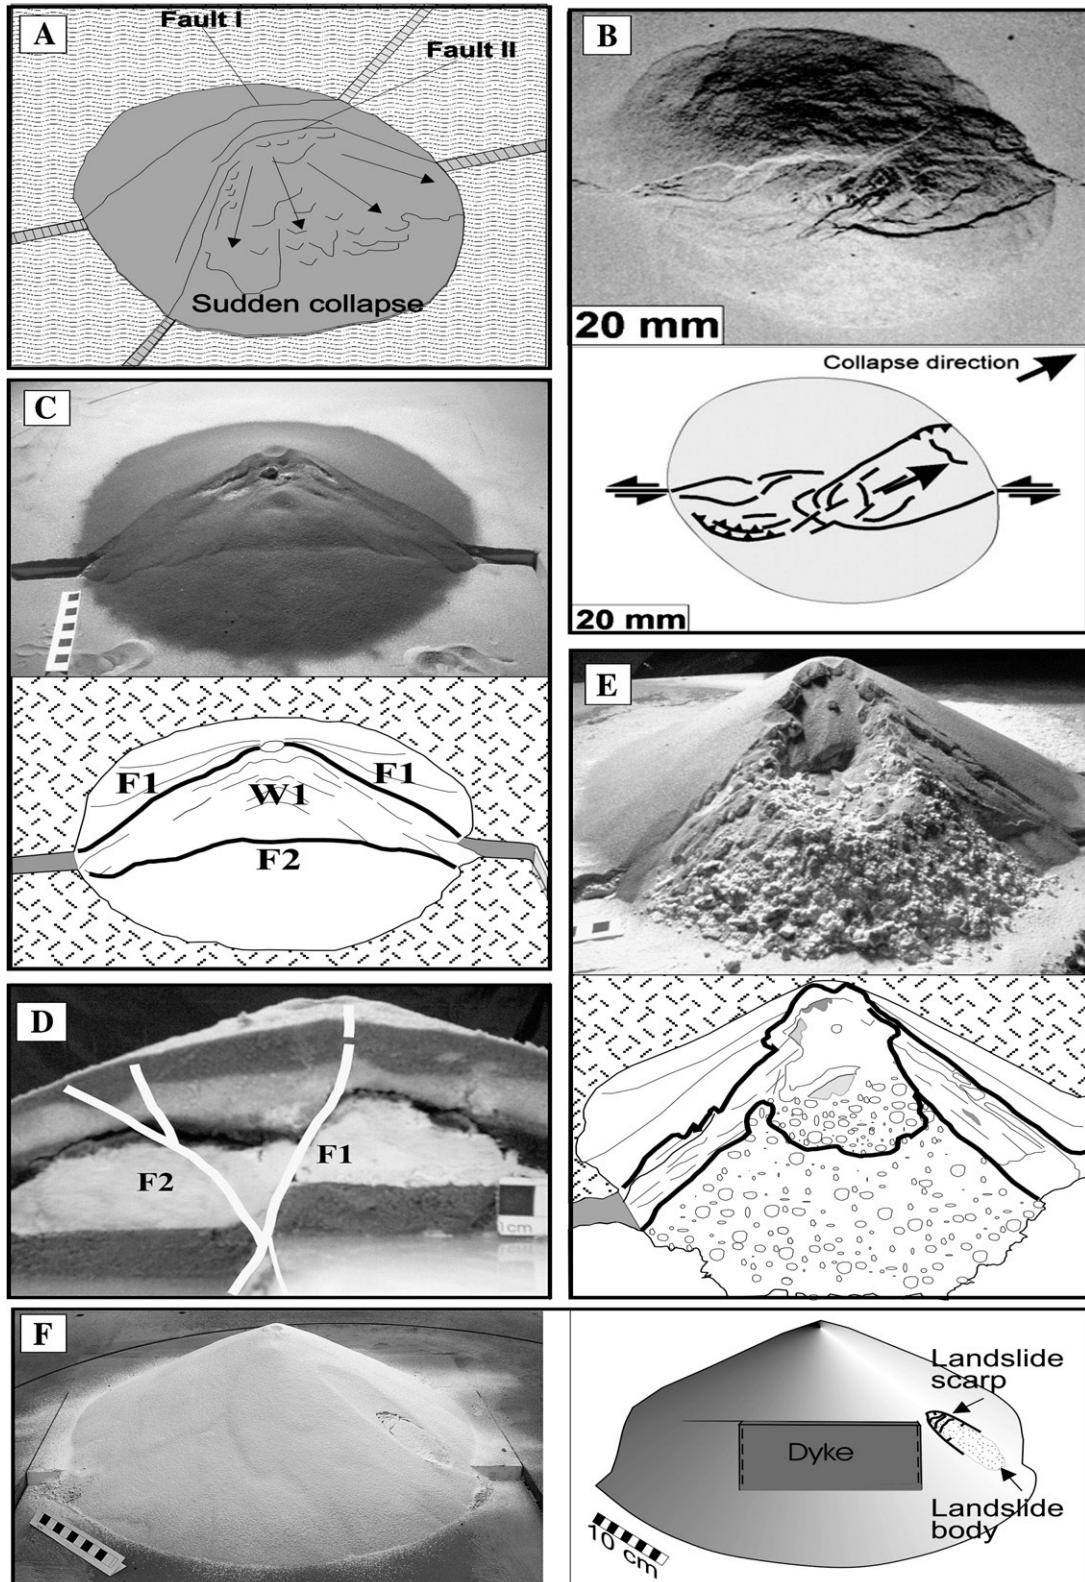 A
Fault I
Fault II
Sudden collapse
B
20 mm
Collapse direction
20 mm
C
F1
F1
W1
F2
D
F1
F2
1cm
E
F
Landslide
scarp
Dyke
Landslide
body
10 cm